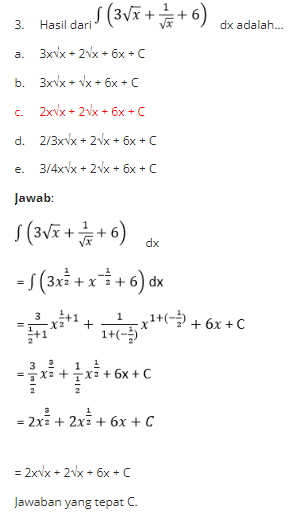 3. Hasil dari ∫ (3√x + 1/√x + 6) dx adalah...
a. 3x√x + 2√x + 6x + C
b. 3x√x + √x + 6x + C
c. 2x√x + 2√x + 6x + C
d. 2/3x√x + 2√x + 6x + C
e. 3/4x√x + 2√x + 6x + C
Jawab:
∫ (3√x + 1/√x + 6) dx
= ∫ (3x^(1/2) + x^(-1/2) + 6) dx
= 3/(1/2+1) x^(1/2+1) + 1/(1+(-1/2)) x^(1+(-1/2)) + 6x + C
= 3/(3/2) x^(3/2) + 1/(1/2) x^(1/2) + 6x + C
= 2x^(3/2) + 2x^(1/2) + 6x + C
= 2x√x + 2√x + 6x + C
Jawaban yang tepat C.